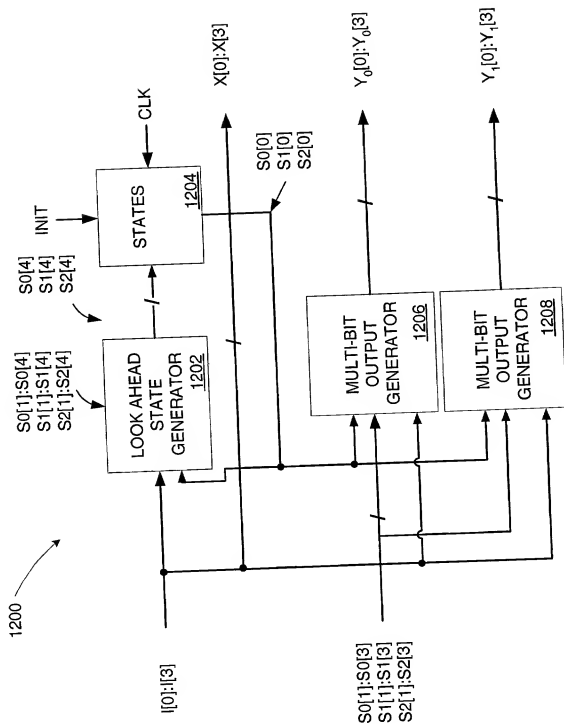 1200
I[0]:I[3]
S0[1]:S0[4]
S1[1]:S1[4]
S2[1]:S2[4]
LOOK AHEAD
STATE
GENERATOR
1202
S0[4]
S1[4]
S2[4]
INIT
STATES
1204
CLK
X[0]:X[3]
S0[0]
S1[0]
S2[0]
S0[1]:S0[3]
S1[1]:S1[3]
S2[1]:S2[3]
MULTI-BIT
OUTPUT
GENERATOR
1206
Y0[0]:Y0[3]
MULTI-BIT
OUTPUT
GENERATOR
1208
Y1[0]:Y1[3]